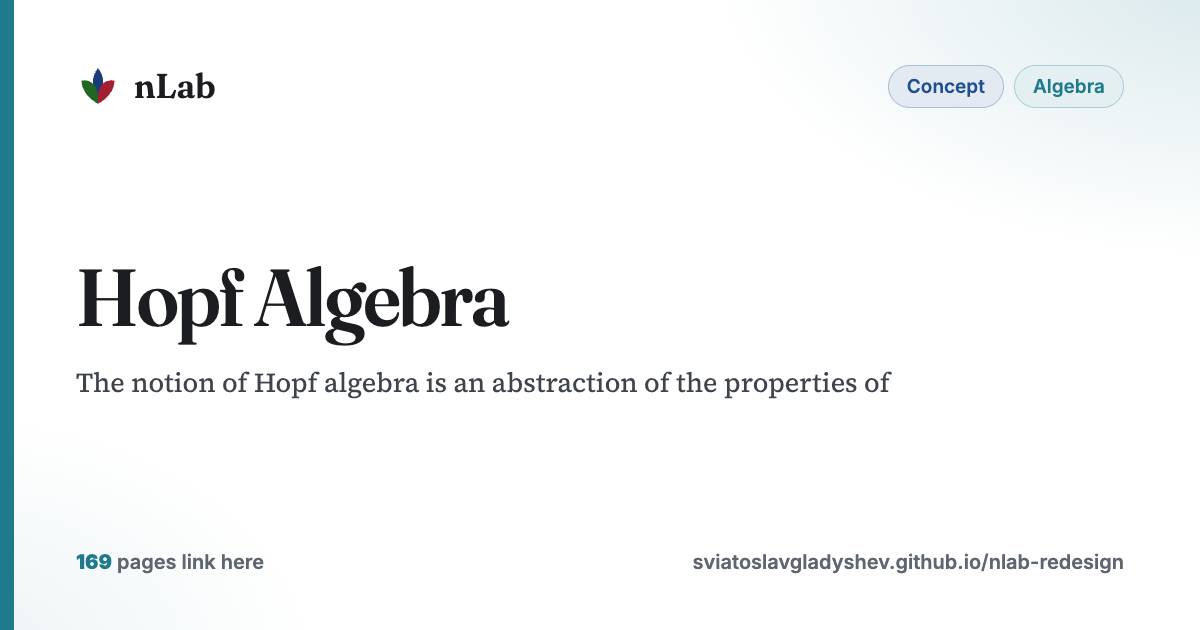 nLab
Concept
Algebra
Hopf Algebra
The notion of Hopf algebra is an abstraction of the properties of
169 pages link here
sviatoslavgladyshev.github.io/nlab-redesign